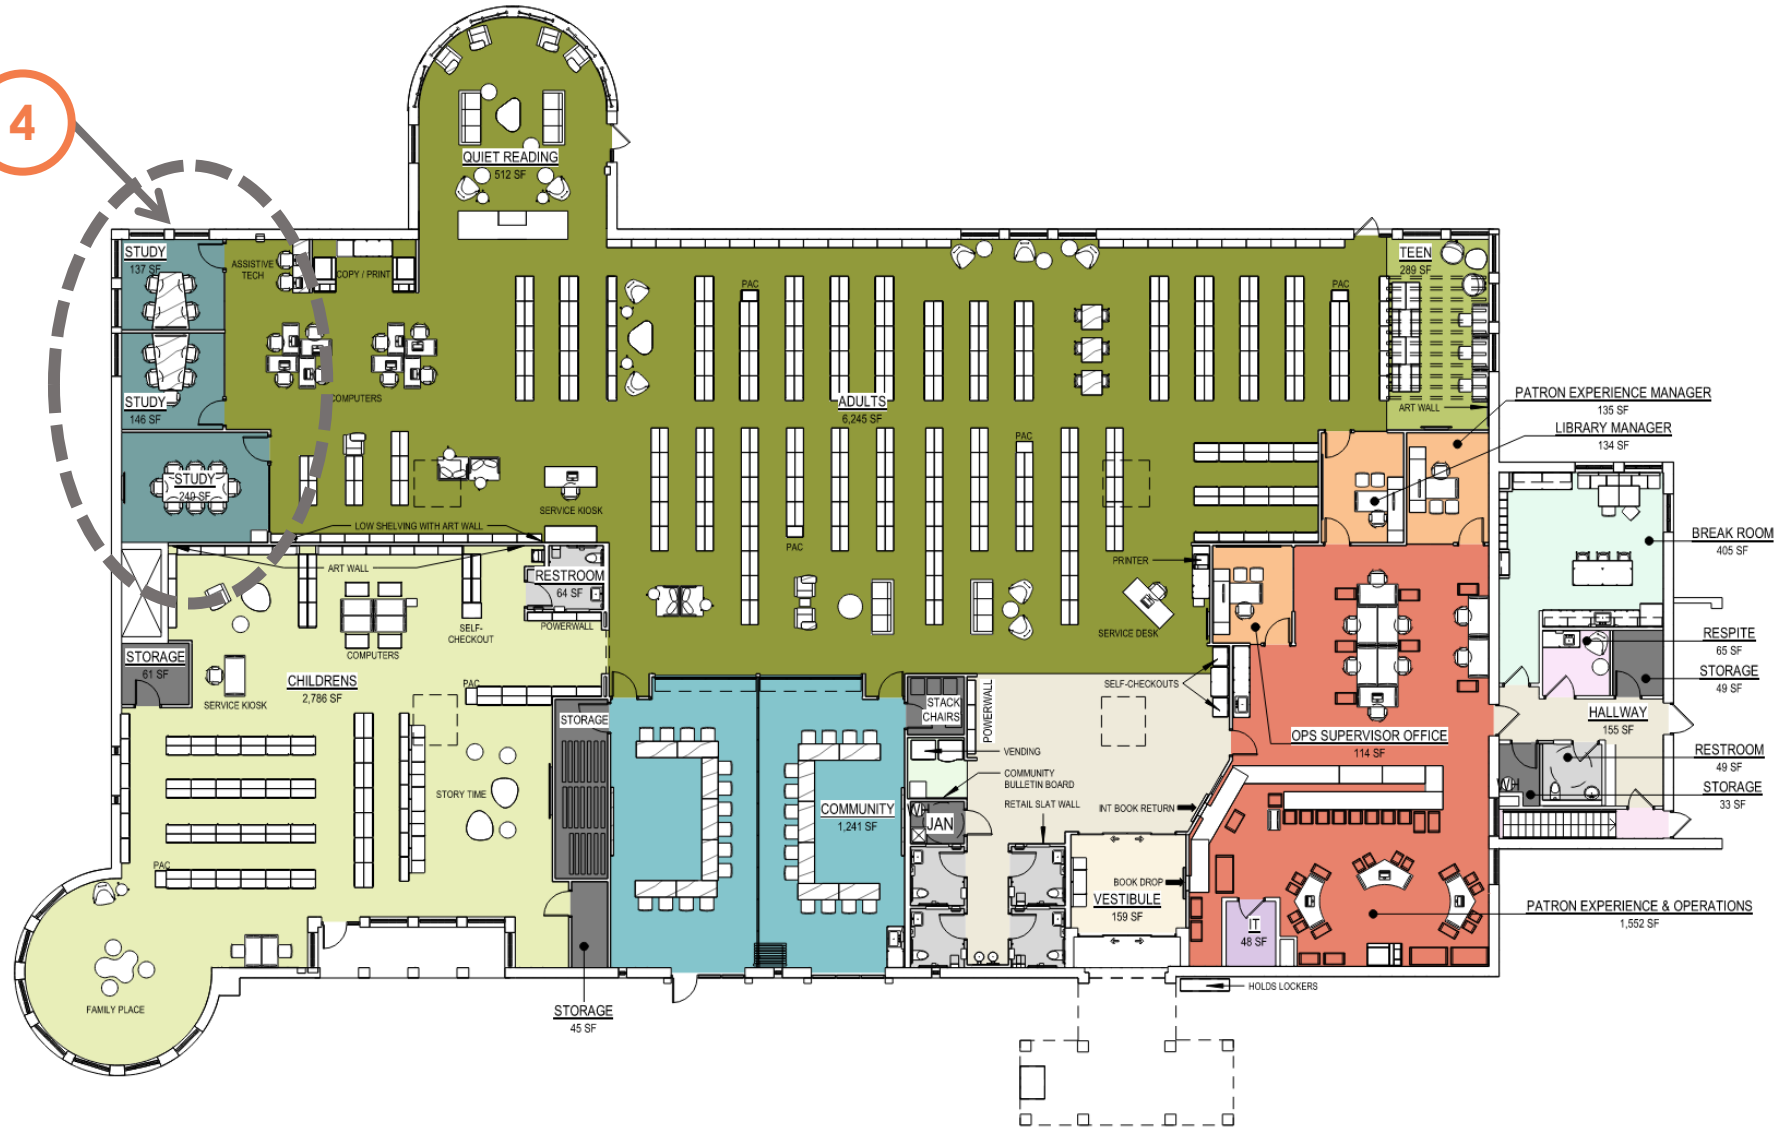 4
QUIET READING
512 SF
STUDY
137 SF
ASSISTIVE
TECH
COPY / PRINT
PAC
PAC
TEEN
289 SF
STUDY
146 SF
COMPUTERS
ADULTS
6,245 SF
ART WALL
PATRON EXPERIENCE MANAGER
135 SF
LIBRARY MANAGER
134 SF
STUDY
240 SF
PAC
SERVICE KIOSK
LOW SHELVING WITH ART WALL
PAC
BREAK ROOM
405 SF
ART WALL
RESTROOM
64 SF
PRINTER
POWERWALL
SELF-
CHECKOUT
COMPUTERS
SERVICE DESK
RESPITE
65 SF
STORAGE
61 SF
STORAGE
49 SF
CHILDRENS
2,786 SF
PAC
SERVICE KIOSK
SELF-CHECKOUTS
STORAGE
STACK
CHAIRS
POWERWALL
HALLWAY
155 SF
OPS SUPERVISOR OFFICE
114 SF
VENDING
RESTROOM
49 SF
COMMUNITY
BULLETIN BOARD
STORAGE
33 SF
WH
STORY TIME
COMMUNITY
1,241 SF
RETAIL SLAT WALL
INT BOOK RETURN
WH
JAN
PAC
BOOK DROP
VESTIBULE
159 SF
PATRON EXPERIENCE & OPERATIONS
1,552 SF
IT
48 SF
HOLDS LOCKERS
FAMILY PLACE
STORAGE
45 SF